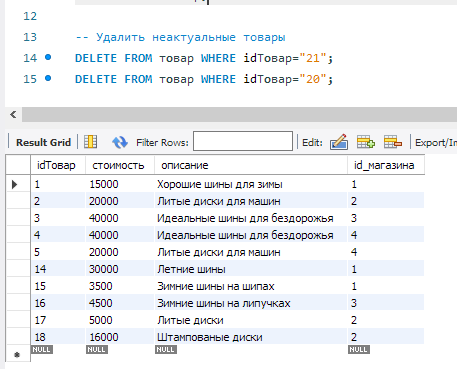 12
13 -- Удалить неактуальные товары
14 DELETE FROM товар WHERE idТовар="21";
15 DELETE FROM товар WHERE idТовар="20";
Result Grid Filter Rows: Edit: Export/Im
idТовар стоимость описание id_магазина
1 15000 Хорошие шины для зимы 1
2 20000 Литые диски для машин 2
3 40000 Идеальные шины для бездорожья 3
4 40000 Идеальные шины для бездорожья 4
5 20000 Литые диски для машин 4
14 30000 Летние шины 1
15 3500 Зимние шины на шипах 1
16 4500 Зимние шины на липучках 3
17 5000 Литые диски 2
18 16000 Штампованые диски 2
NULL NULL NULL NULL